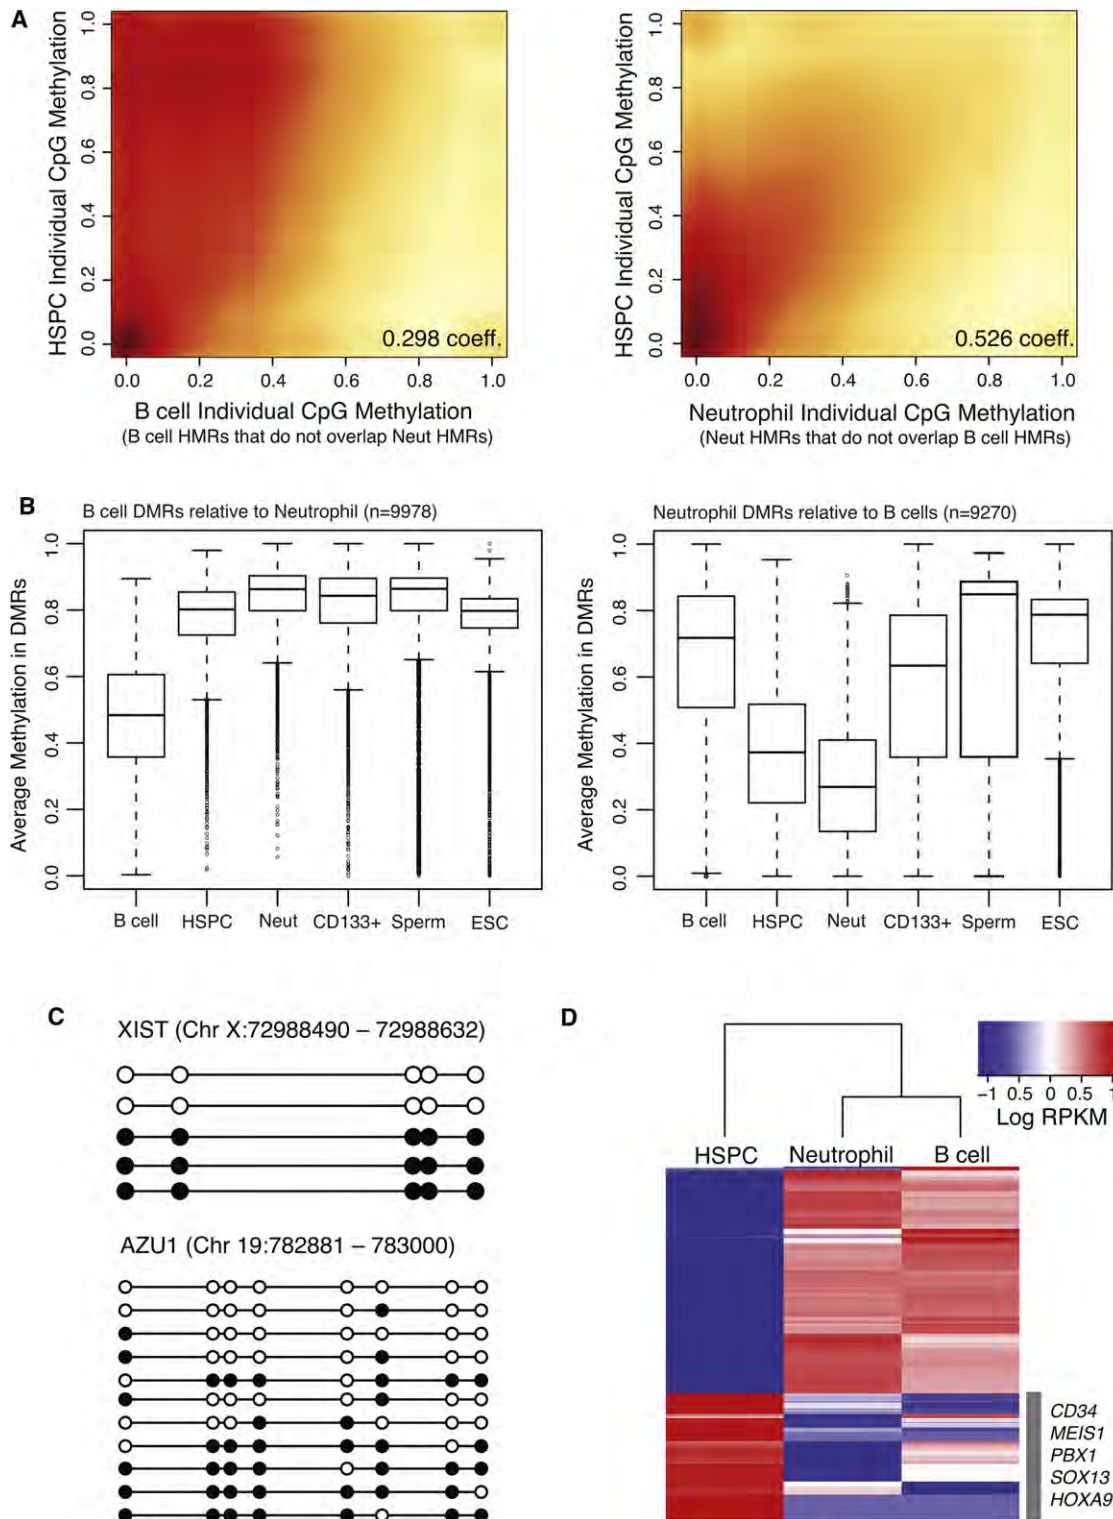 A
HSPC Individual CpG Methylation
1.0
0.8
0.6
0.4
0.2
0.0
0.298 coeff.
0.0 0.2 0.4 0.6 0.8 1.0
B cell Individual CpG Methylation
(B cell HMRs that do not overlap Neut HMRs)
HSPC Individual CpG Methylation
1.0
0.8
0.6
0.4
0.2
0.0
0.526 coeff.
0.0 0.2 0.4 0.6 0.8 1.0
Neutrophil Individual CpG Methylation
(Neut HMRs that do not overlap B cell HMRs)
B
B cell DMRs relative to Neutrophil (n=9978)
Average Methylation in DMRs
1.0
0.8
0.6
0.4
0.2
0.0
B cell HSPC Neut CD133+ Sperm ESC
Neutrophil DMRs relative to B cells (n=9270)
Average Methylation in DMRs
1.0
0.8
0.6
0.4
0.2
0.0
B cell HSPC Neut CD133+ Sperm ESC
C
XIST (Chr X:72988490 – 72988632)
AZU1 (Chr 19:782881 – 783000)
D
−1 0.5 0 0.5 1
Log RPKM
HSPC Neutrophil B cell
CD34
MEIS1
PBX1
SOX13
HOXA9